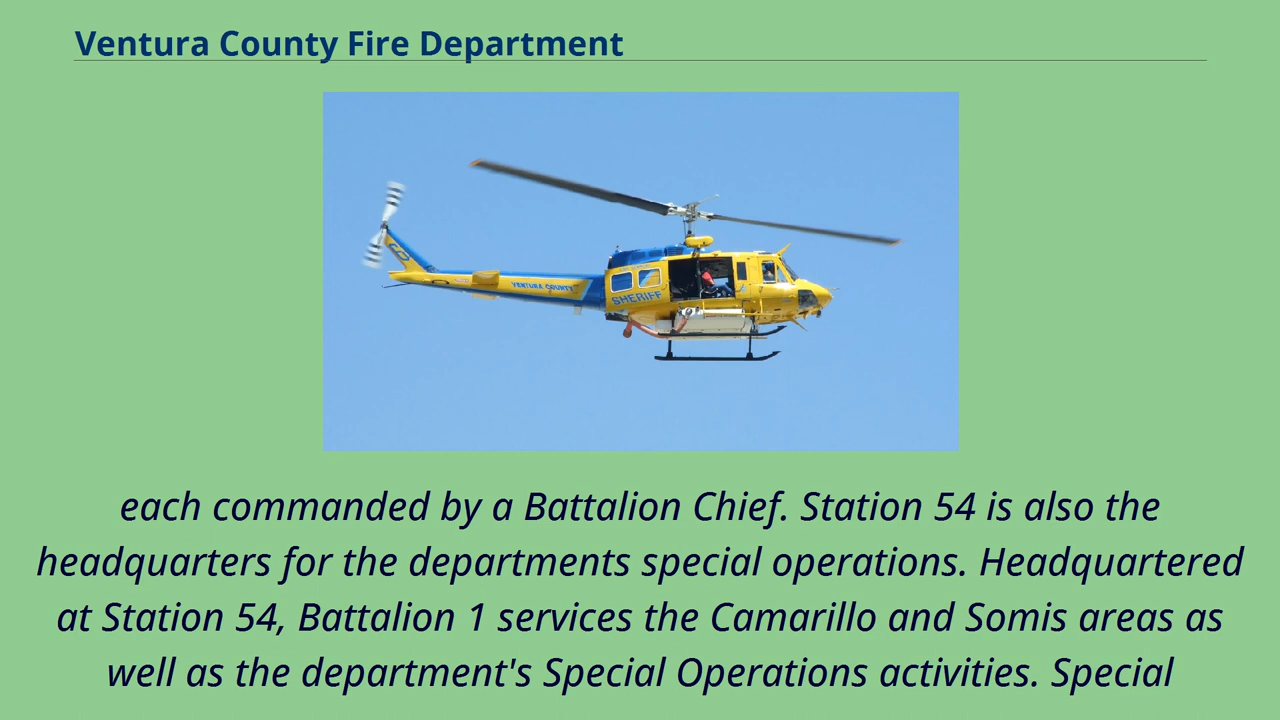 Ventura County Fire Department
VENTURA COUNTY
SHERIFF
each commanded by a Battalion Chief. Station 54 is also the
headquarters for the departments special operations. Headquartered
at Station 54, Battalion 1 services the Camarillo and Somis areas as
well as the department's Special Operations activities. Special